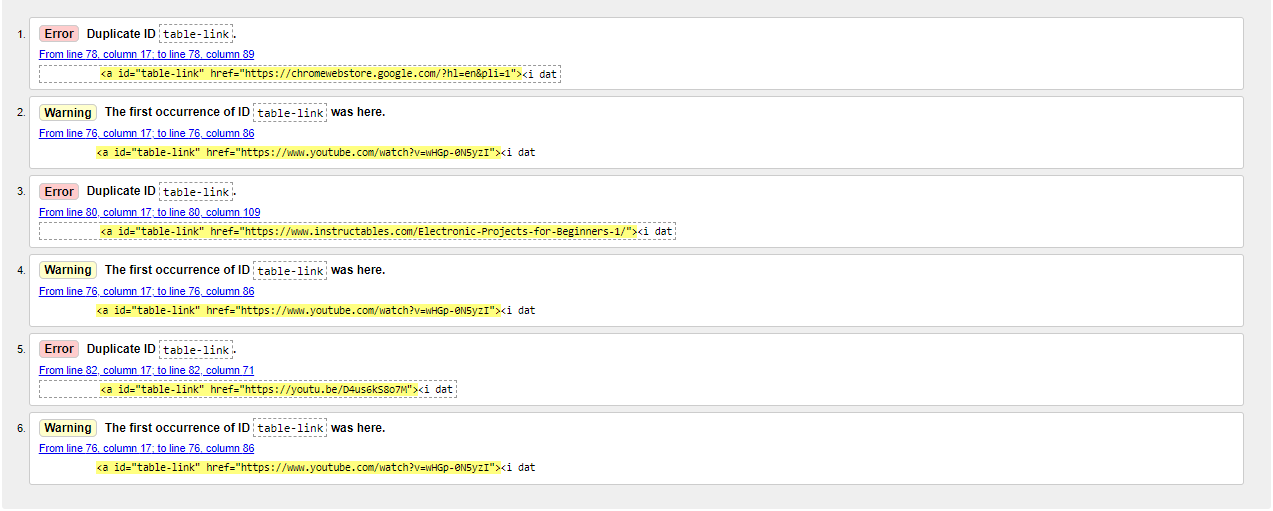 1. Error Duplicate ID table-link.
From line 78, column 17; to line 78, column 89
<a id="table-link" href="https://chromewebstore.google.com/?hl=en&pli=1"><i dat
2. Warning The first occurrence of ID table-link was here.
From line 76, column 17; to line 76, column 86
<a id="table-link" href="https://www.youtube.com/watch?v=wHGp-0N5yzI"><i dat
3. Error Duplicate ID table-link.
From line 80, column 17; to line 80, column 109
<a id="table-link" href="https://www.instructables.com/Electronic-Projects-for-Beginners-1/"><i dat
4. Warning The first occurrence of ID table-link was here.
From line 76, column 17; to line 76, column 86
<a id="table-link" href="https://www.youtube.com/watch?v=wHGp-0N5yzI"><i dat
5. Error Duplicate ID table-link.
From line 82, column 17; to line 82, column 71
<a id="table-link" href="https://youtu.be/D4us6kS8o7M"><i dat
6. Warning The first occurrence of ID table-link was here.
From line 76, column 17; to line 76, column 86
<a id="table-link" href="https://www.youtube.com/watch?v=wHGp-0N5yzI"><i dat